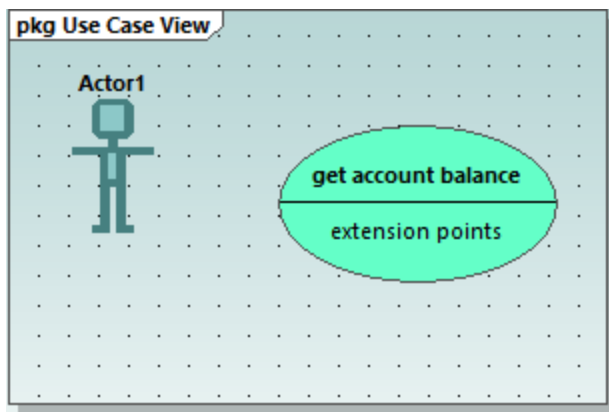 pkg Use Case View
Actor1
get account balance
extension points